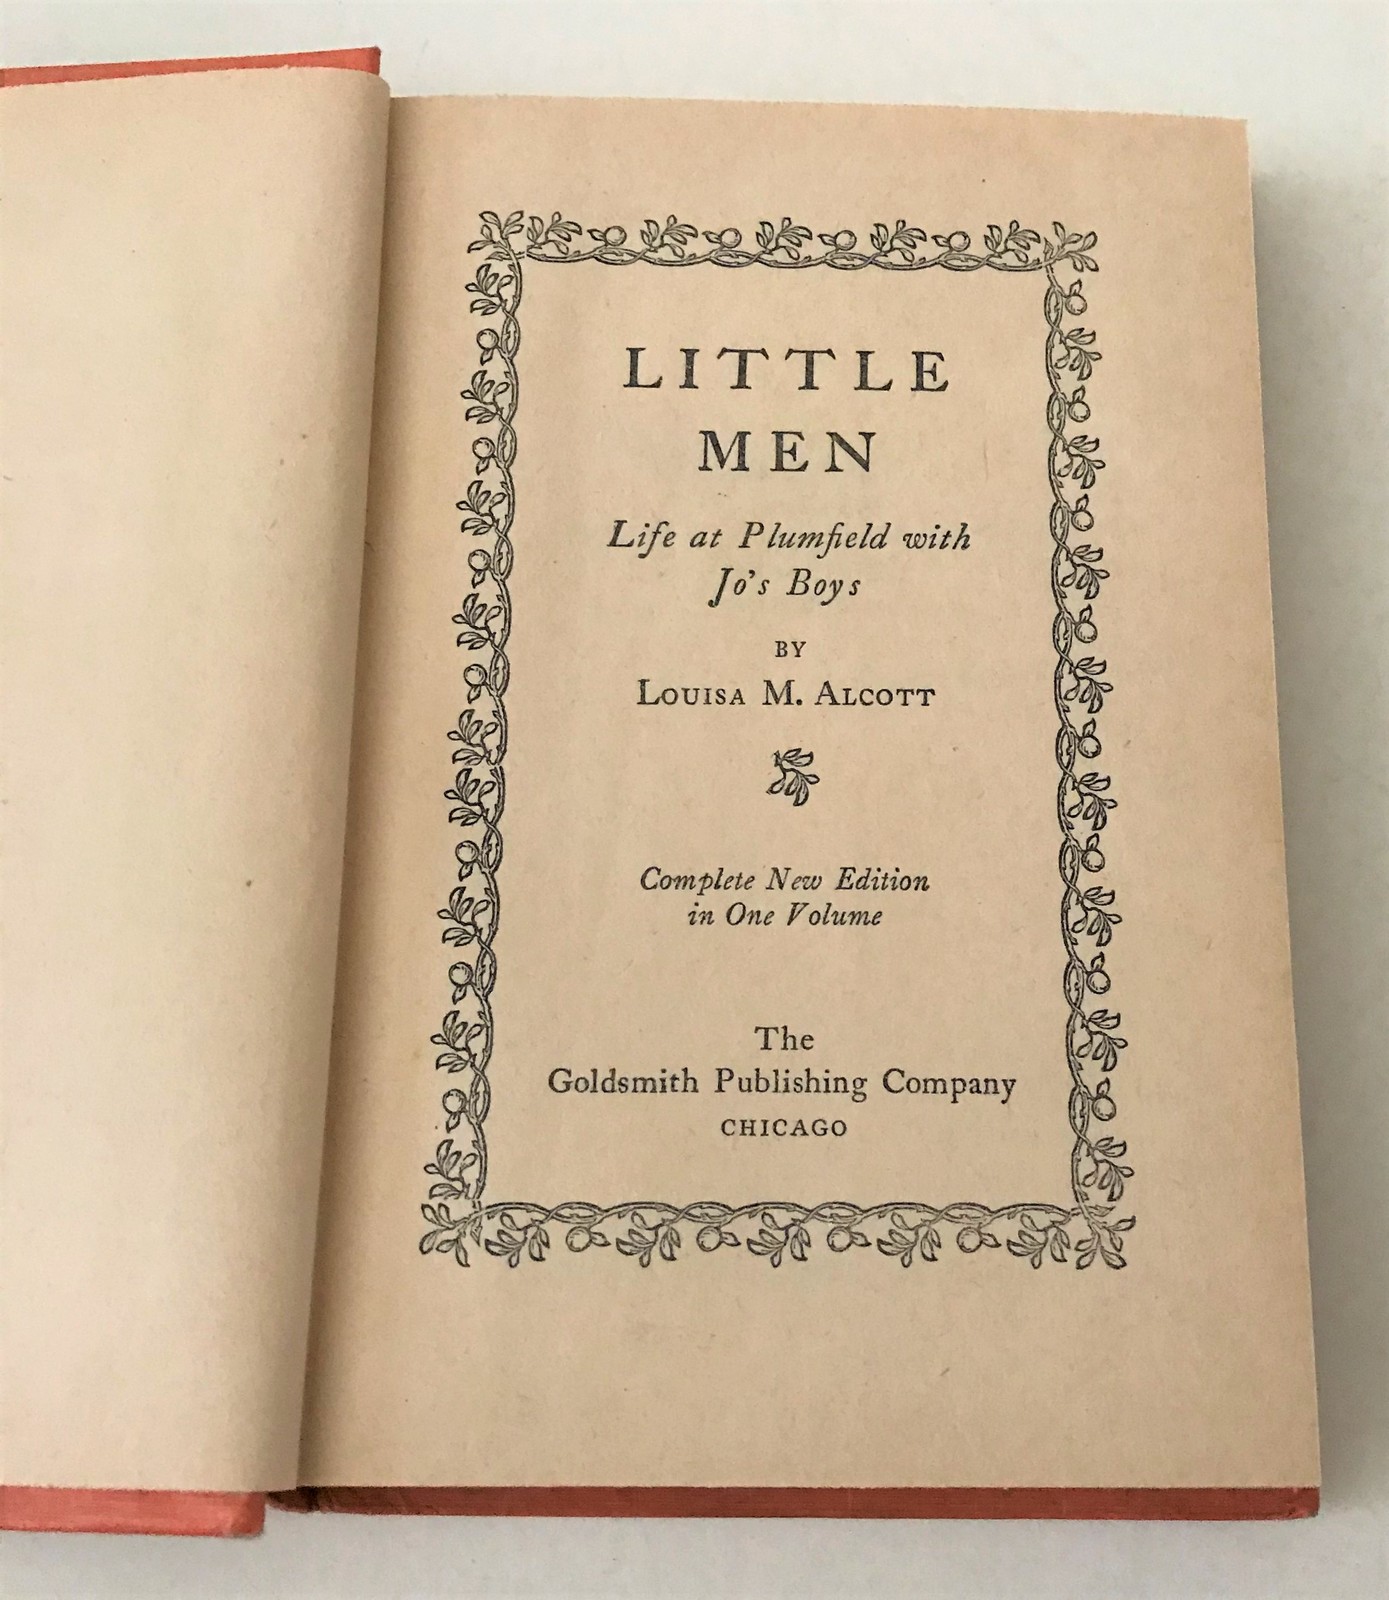 LITTLE
MEN
Life at Plumfield with
Jo's Boys
BY
LOUISA M. ALCOTT
Complete New Edition
in One Volume
The
Goldsmith Publishing Company
CHICAGO